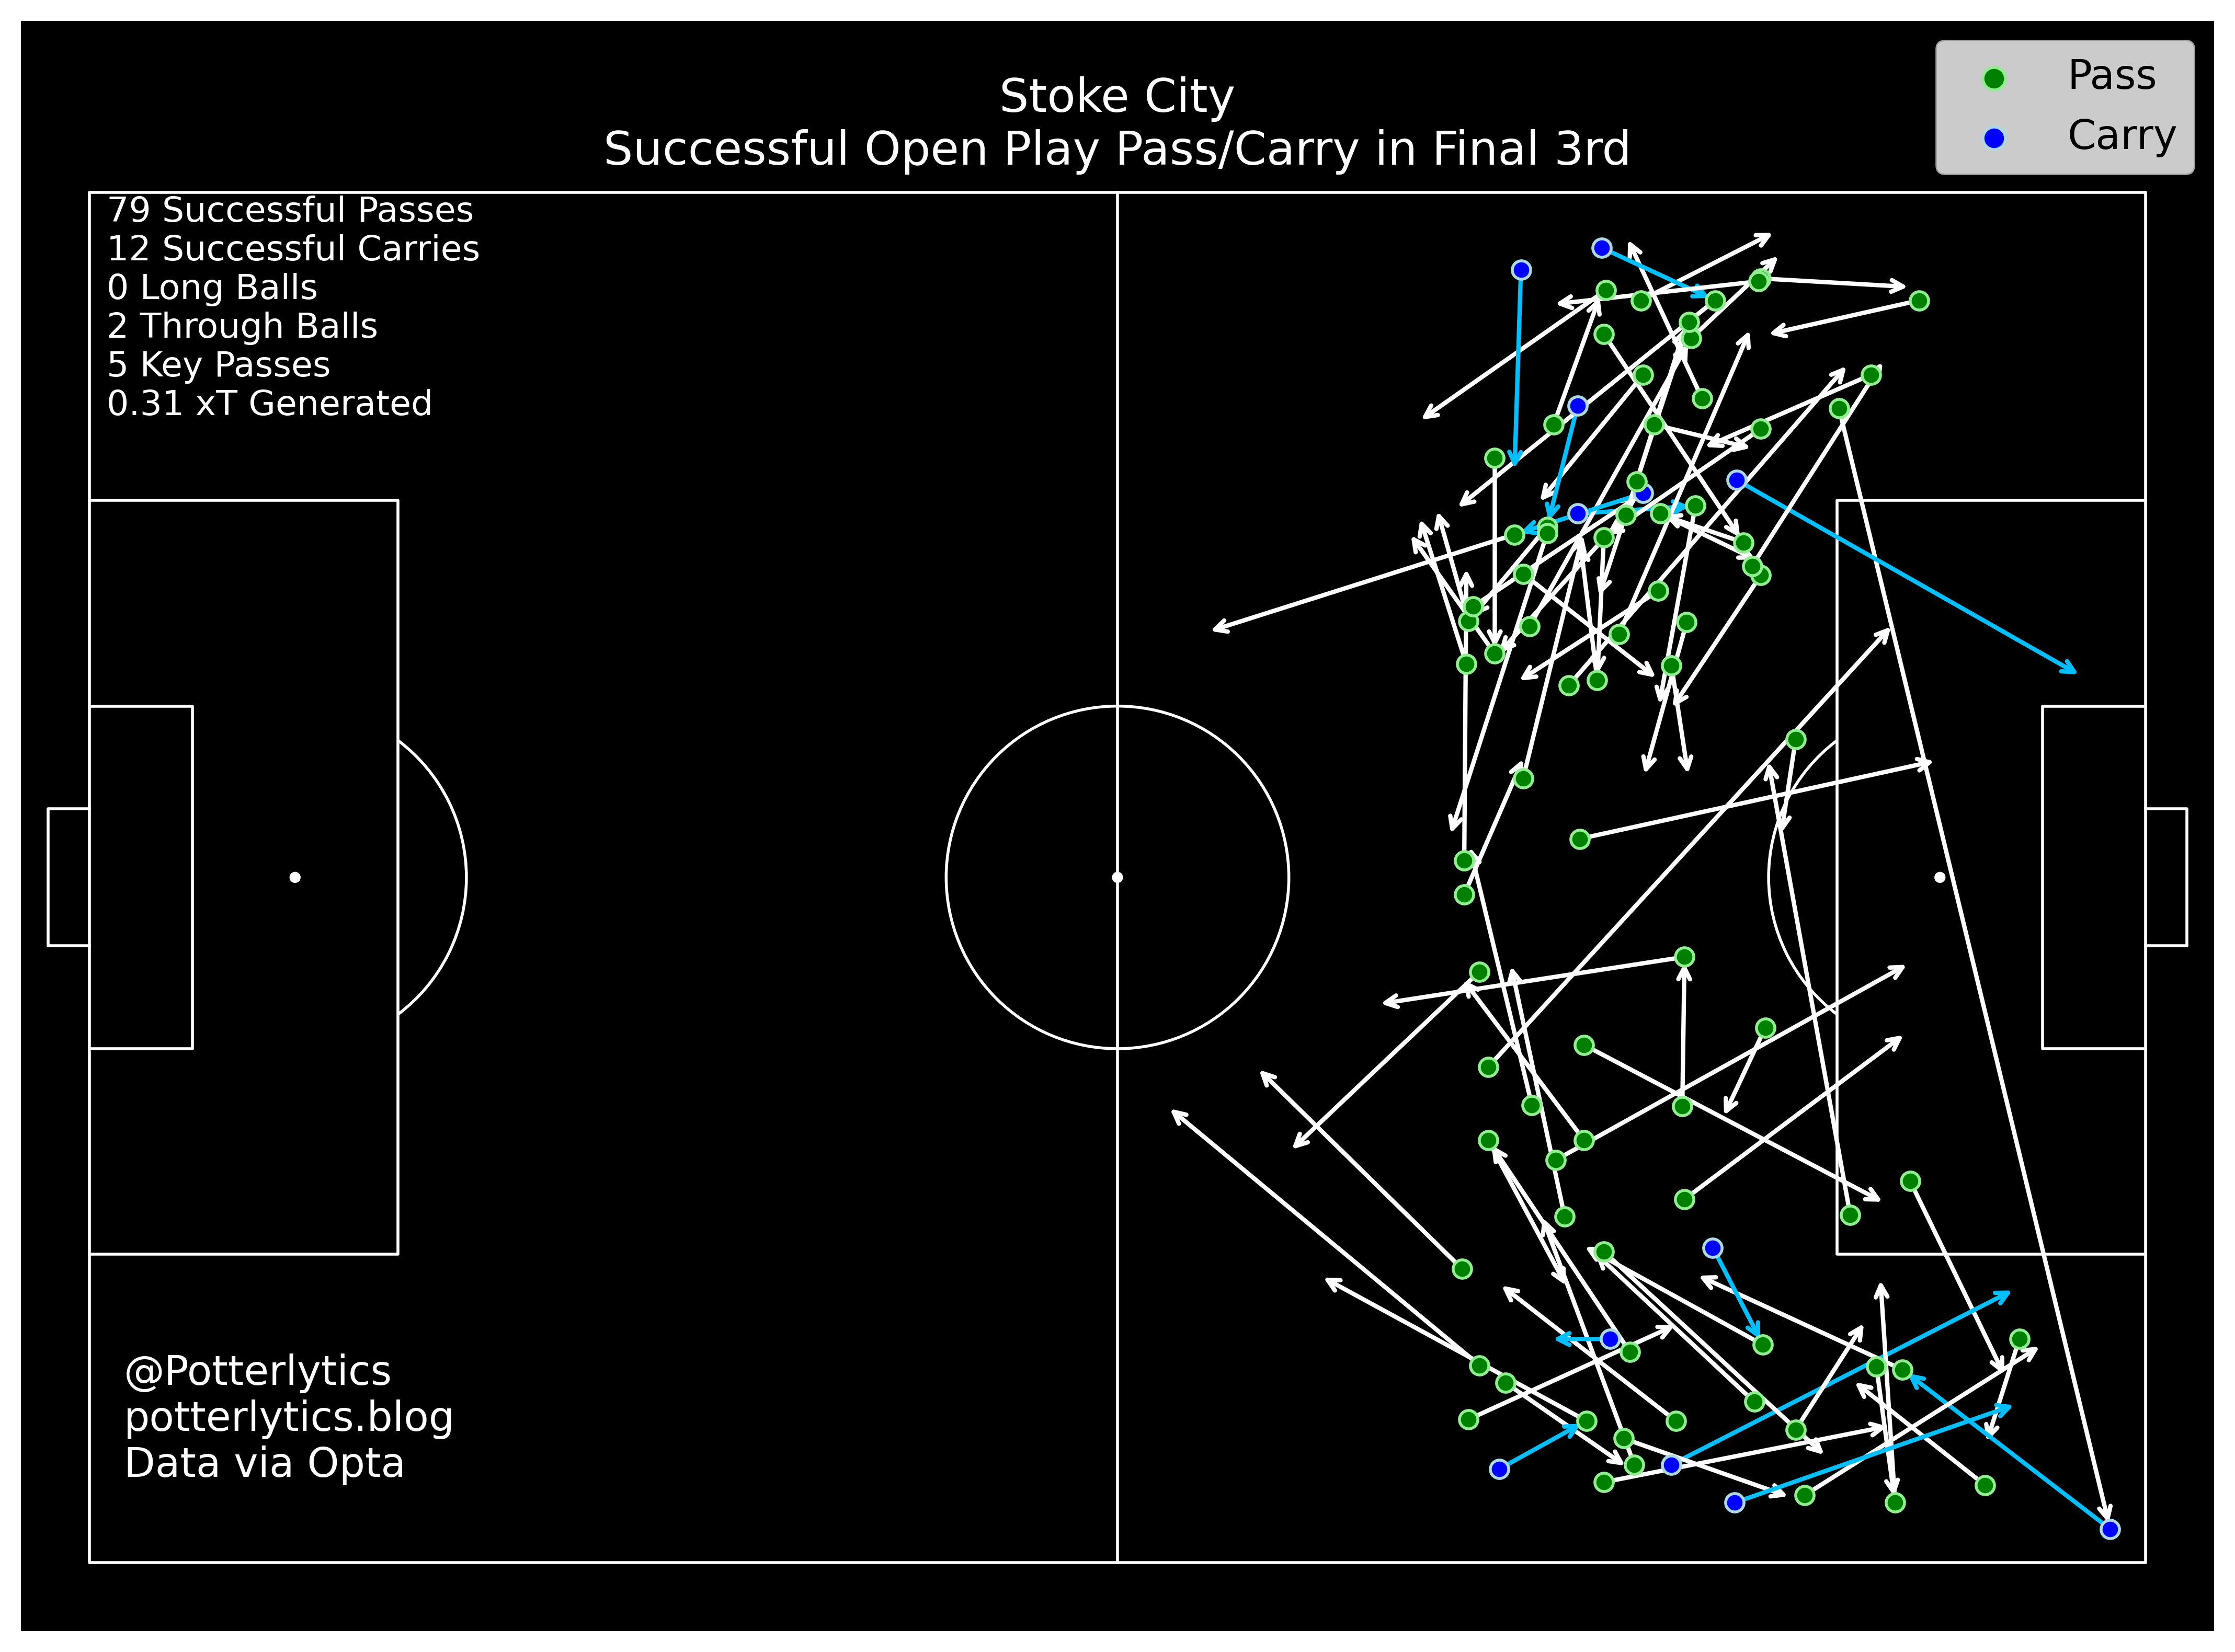 Stoke City
Successful Open Play Pass/Carry in Final 3rd
Pass
Carry
79 Successful Passes
12 Successful Carries
0 Long Balls
2 Through Balls
5 Key Passes
0.31 xT Generated
@Potterlytics
potterlytics.blog
Data via Opta